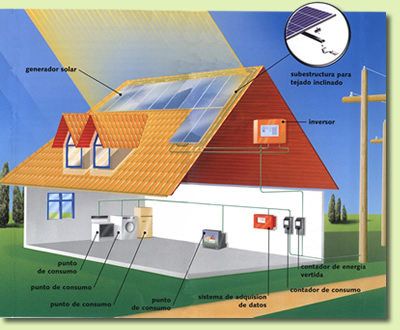 generador solar
subestructura para
tejado inclinado
inversor
punto
de consumo
punto de consumo
punto de consumo
punto
de consumo
sistema de adquision
de datos
contador de energía
vertida
contador de consumo